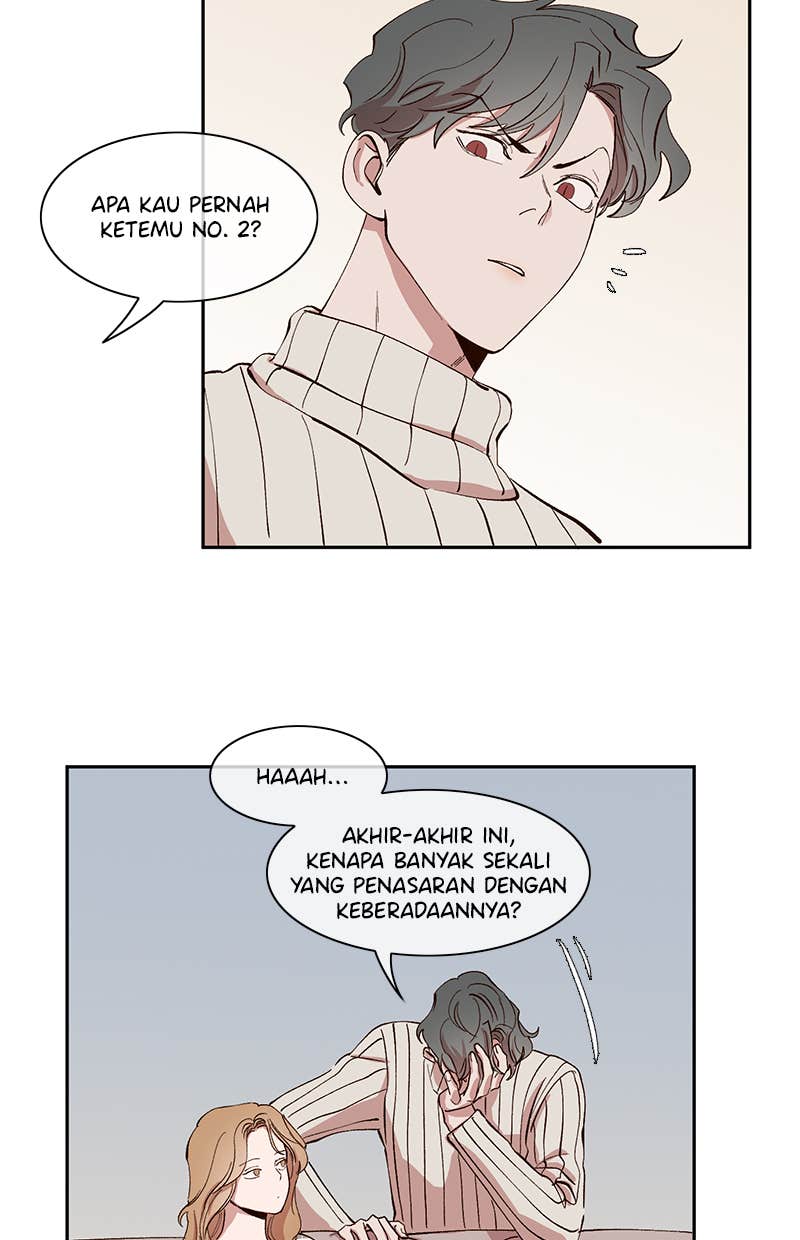 APA KAU PERNAH
KETEMU NO. 2?
HAAAH...
AKHIR-AKHIR INI,
KENAPA BANYAK SEKALI
YANG PENASARAN DENGAN
KEBERADAANNYA?